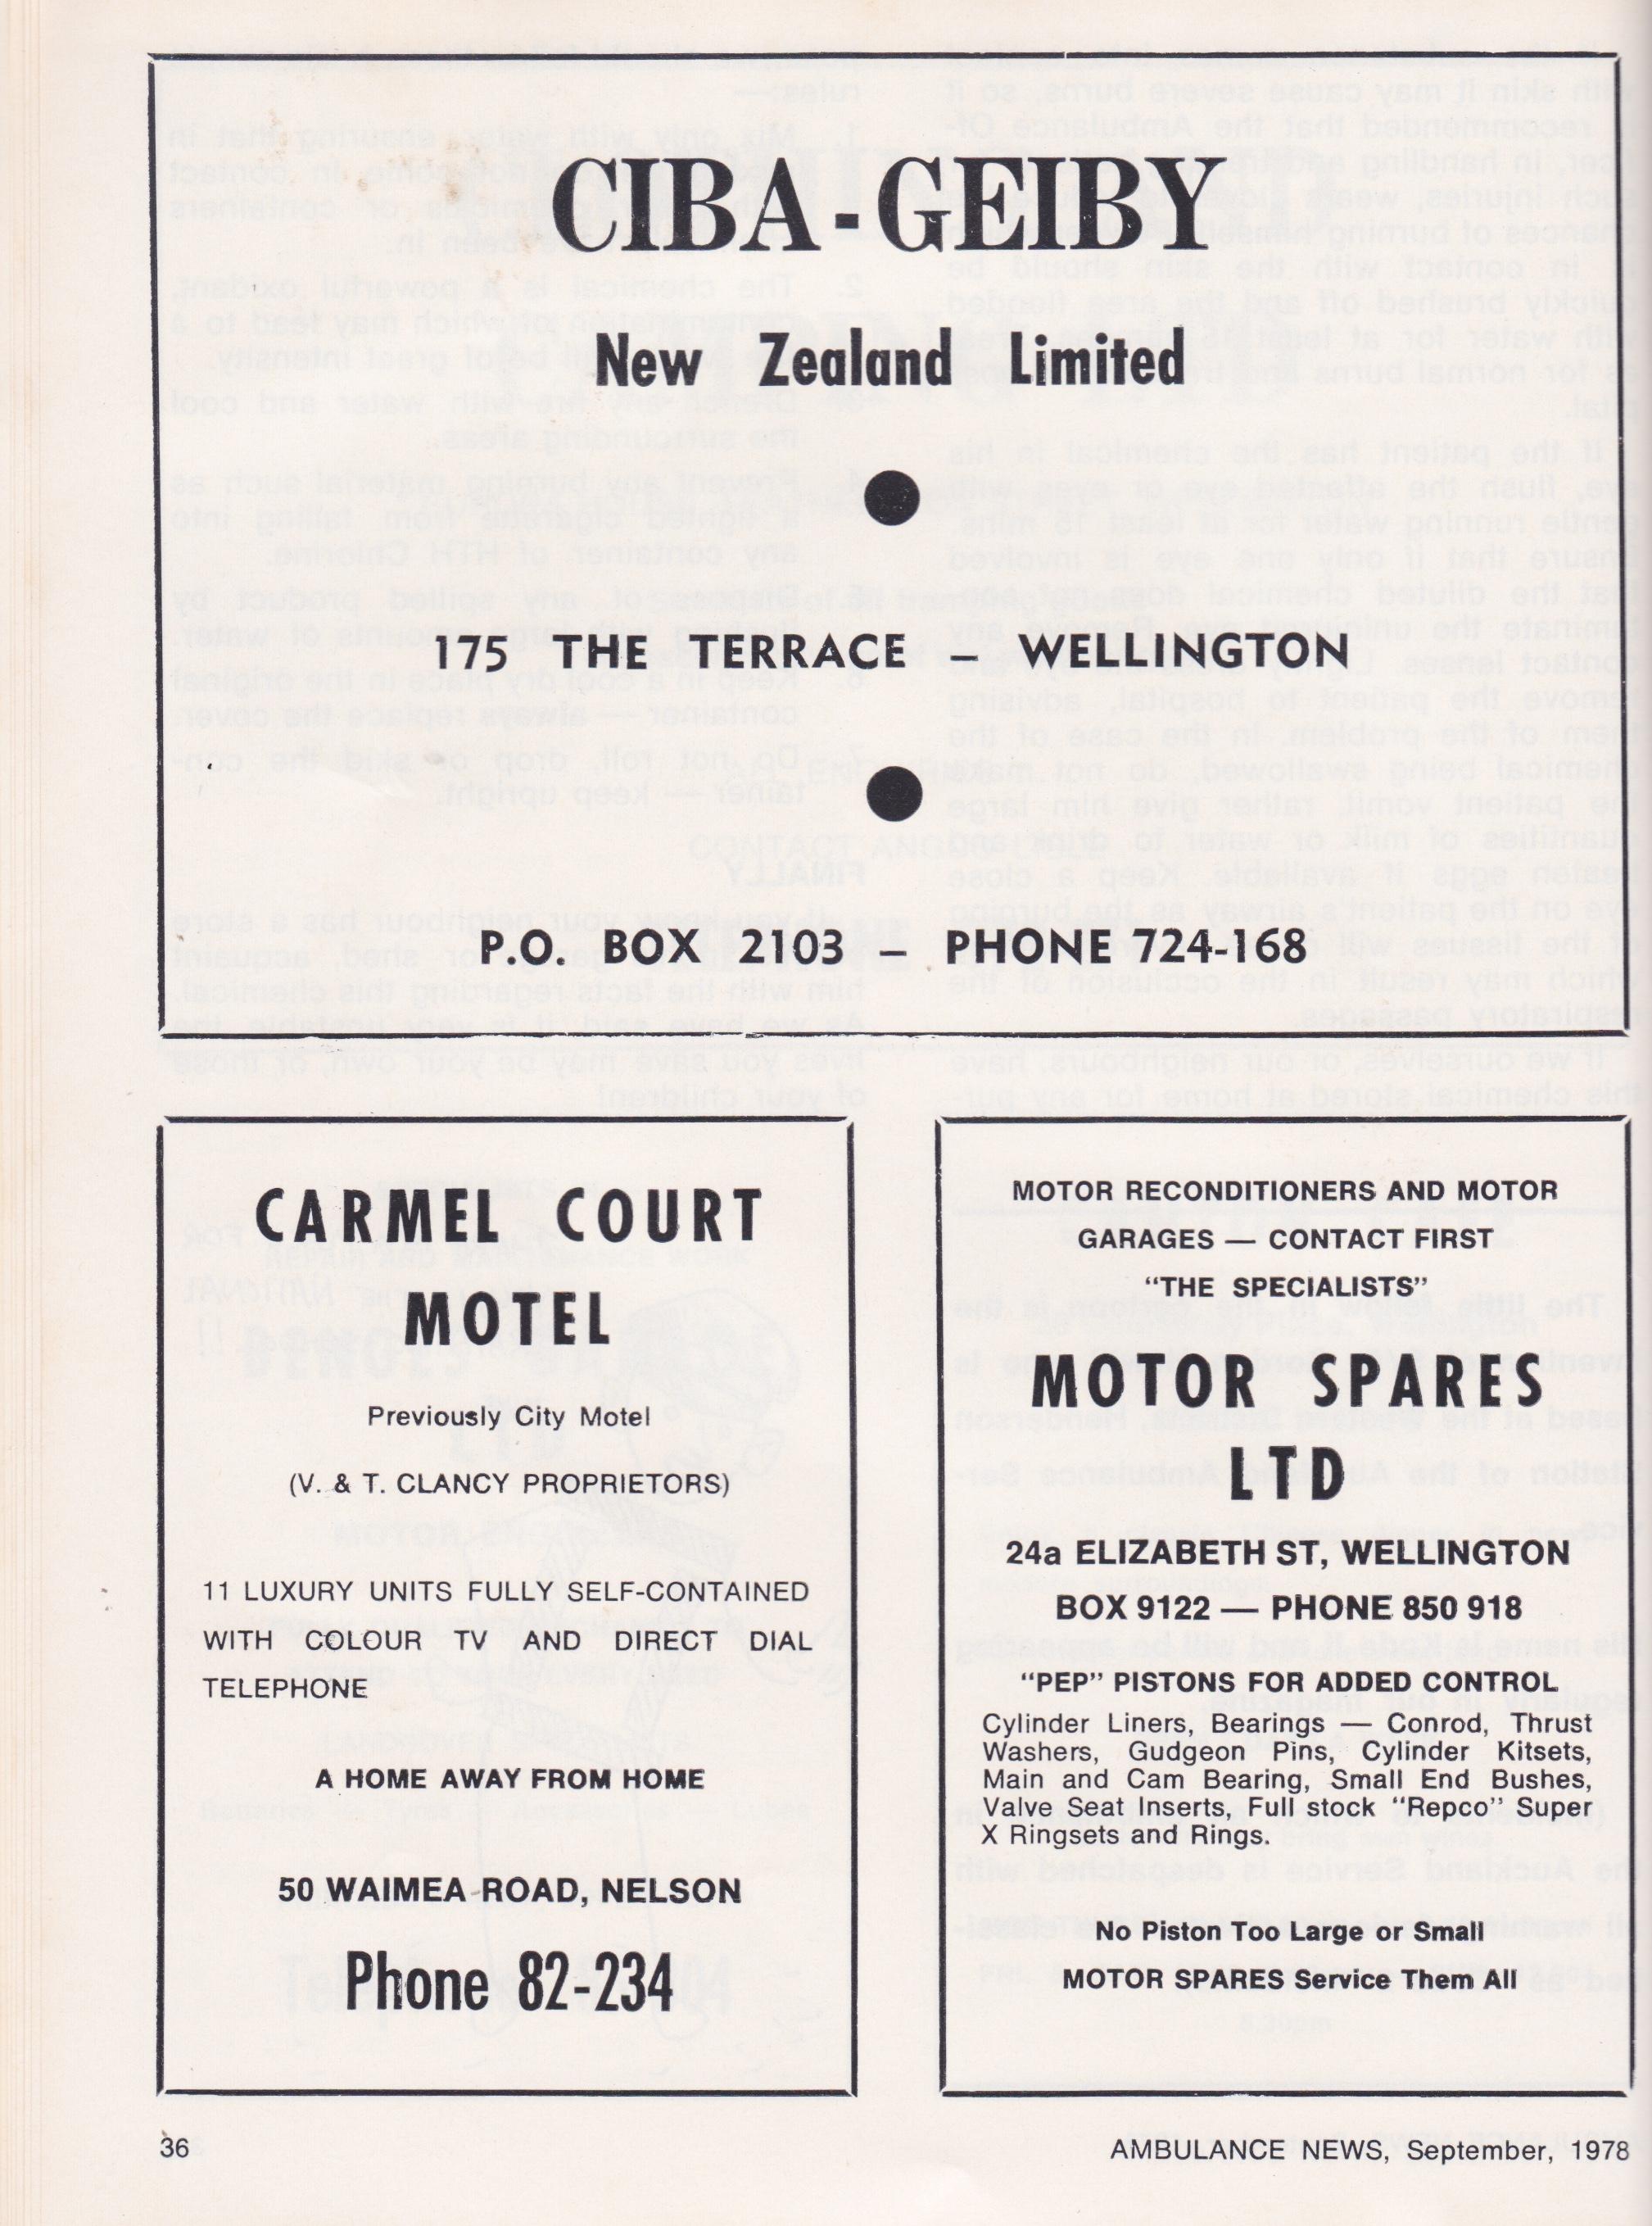 CIBA-GEIBY
New Zealand Limited
175 THE TERRACE – WELLINGTON
P.O. BOX 2103 – PHONE 724-168
CARMEL COURT
MOTEL
Previously City Motel
(V. & T. CLANCY PROPRIETORS)
11 LUXURY UNITS FULLY SELF-CONTAINED
WITH COLOUR TV AND DIRECT DIAL
TELEPHONE
A HOME AWAY FROM HOME
50 WAIMEA ROAD, NELSON
Phone 82-234
MOTOR RECONDITIONERS AND MOTOR
GARAGES — CONTACT FIRST
"THE SPECIALISTS"
MOTOR SPARES
LTD
24a ELIZABETH ST, WELLINGTON
BOX 9122 — PHONE 850 918
"PEP" PISTONS FOR ADDED CONTROL
Cylinder Liners, Bearings — Conrod, Thrust
Washers, Gudgeon Pins, Cylinder Kitsets,
Main and Cam Bearing, Small End Bushes,
Valve Seat Inserts, Full stock "Repco" Super
X Ringsets and Rings.
No Piston Too Large or Small
MOTOR SPARES Service Them All
36
AMBULANCE NEWS, September, 1978